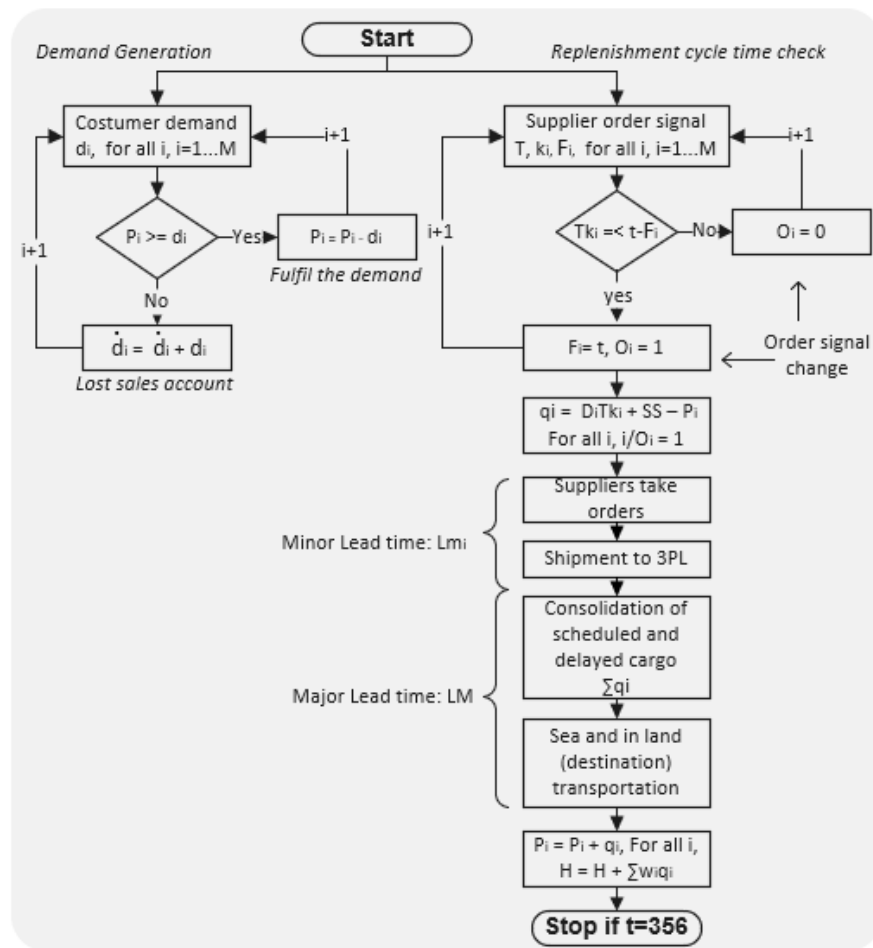 Start
Demand Generation
Replenishment cycle time check
Costumer demand
di, for all i, i=1...M
i+1
i+1
Pi >= di
Yes
Pi = Pi - di
Fulfil the demand
No
ḋi = ḋi + di
Lost sales account
Supplier order signal
T, ki, Fi, for all i, i=1...M
i+1
i+1
Tki =< t-Fi
No
Oi = 0
yes
Order signal
change
Fi= t, Oi = 1
qi = DiTki + SS – Pi
For all i, i/Oi = 1
Suppliers take
orders
Minor Lead time: Lmi
Shipment to 3PL
Consolidation of
scheduled and
delayed cargo
∑qi
Major Lead time: LM
Sea and in land
(destination)
transportation
Pi = Pi + qi, For all i,
H = H + ∑wiqi
Stop if t=356